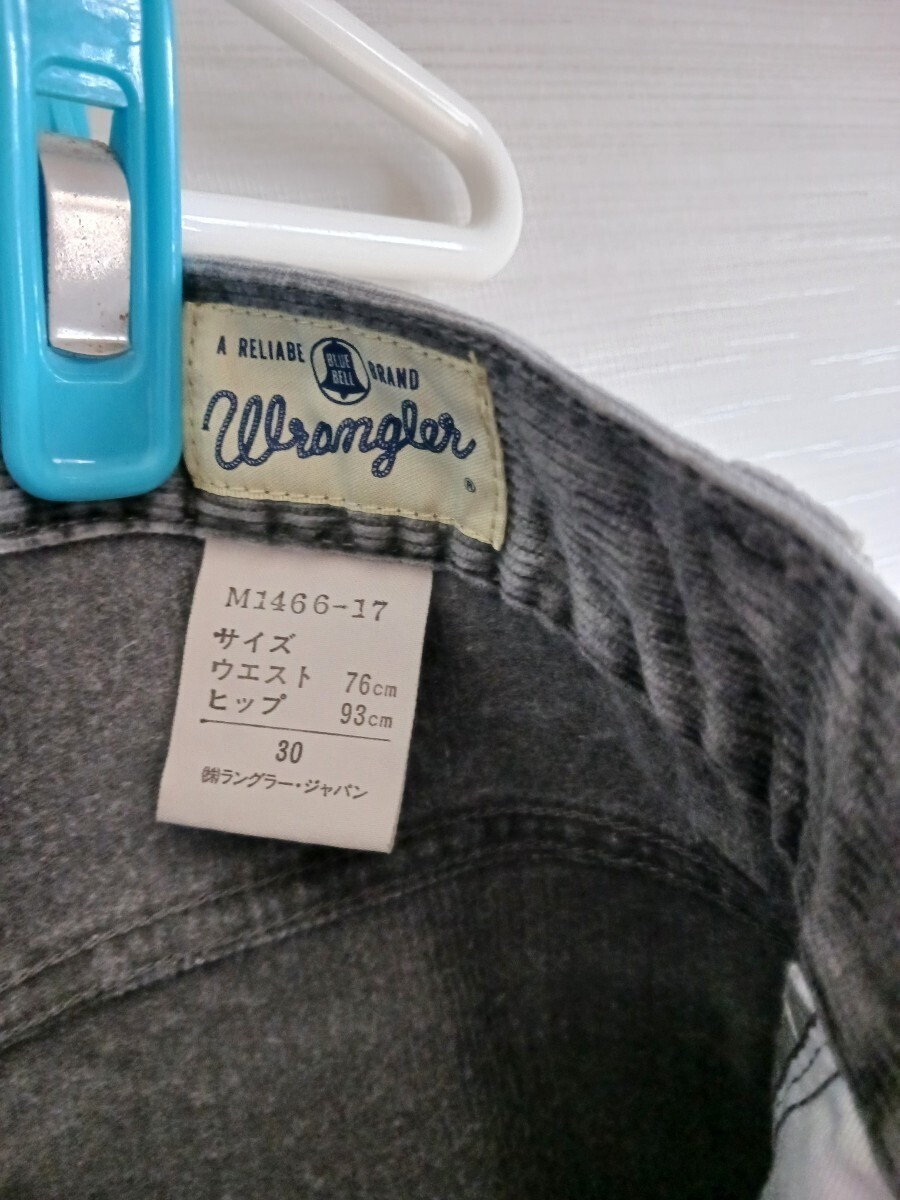 A RELIABE BRAND
BLUE
BELL
Wrangler ®
M1466-17
サイズ
ウエスト 76cm
ヒップ 93cm
30
㈱ラングラー・ジャパン